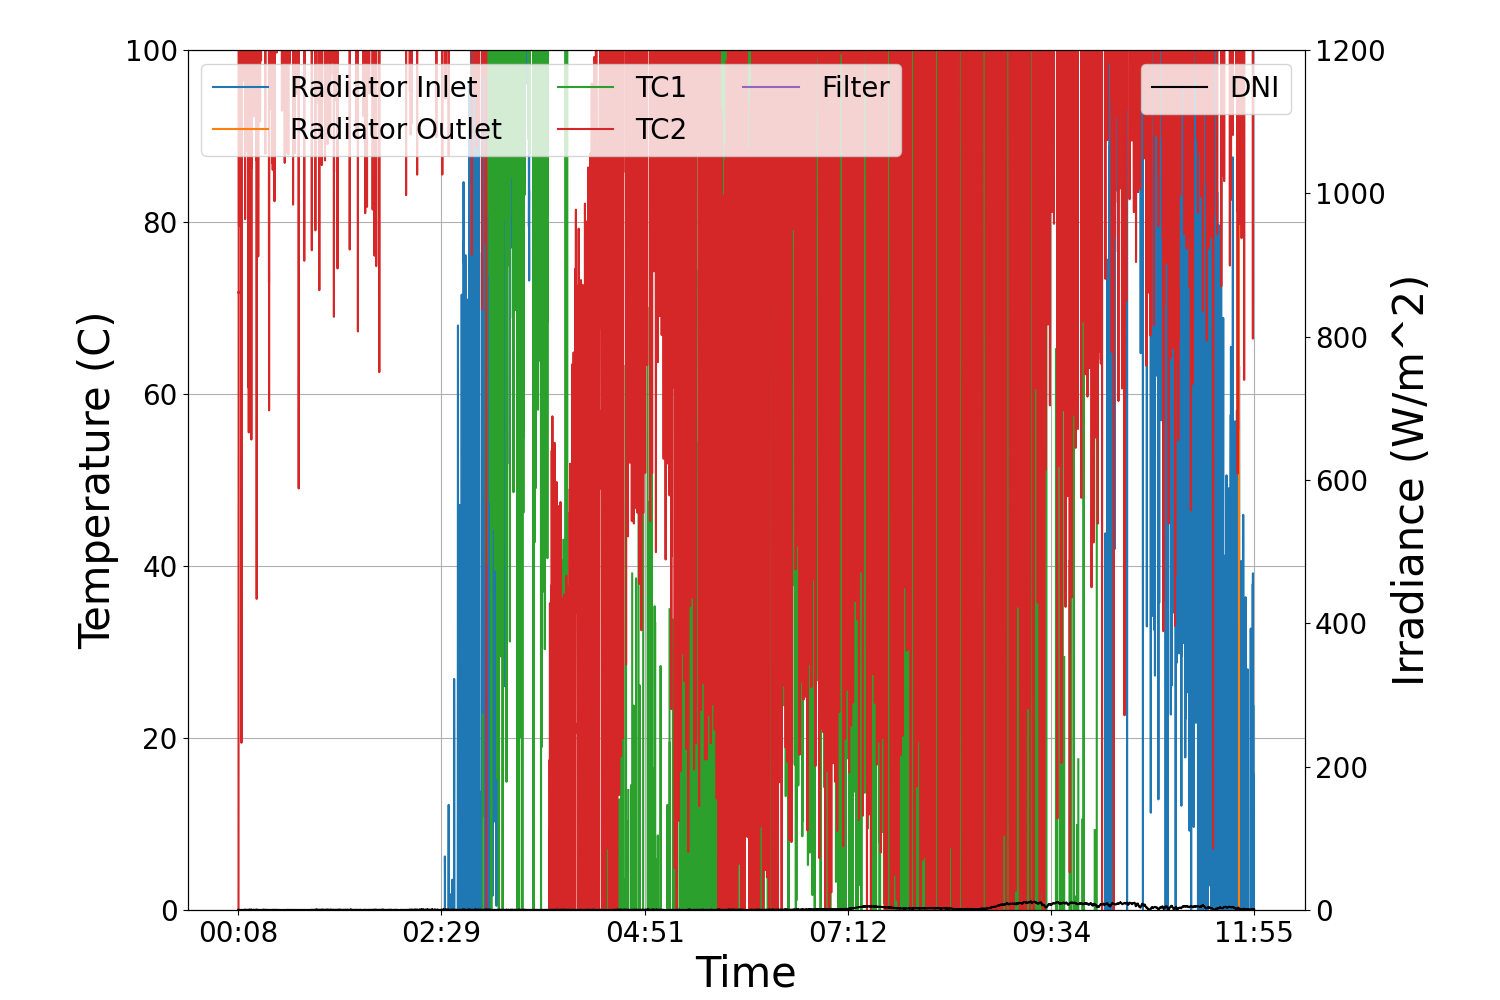 100
80
60
40
20
0
Temperature (C)
Radiator Inlet
Radiator Outlet
TC1
TC2
Filter
DNI
1200
1000
800
600
400
200
0
Irradiance (W/m^2)
00:08
02:29
04:51
07:12
09:34
11:55
Time